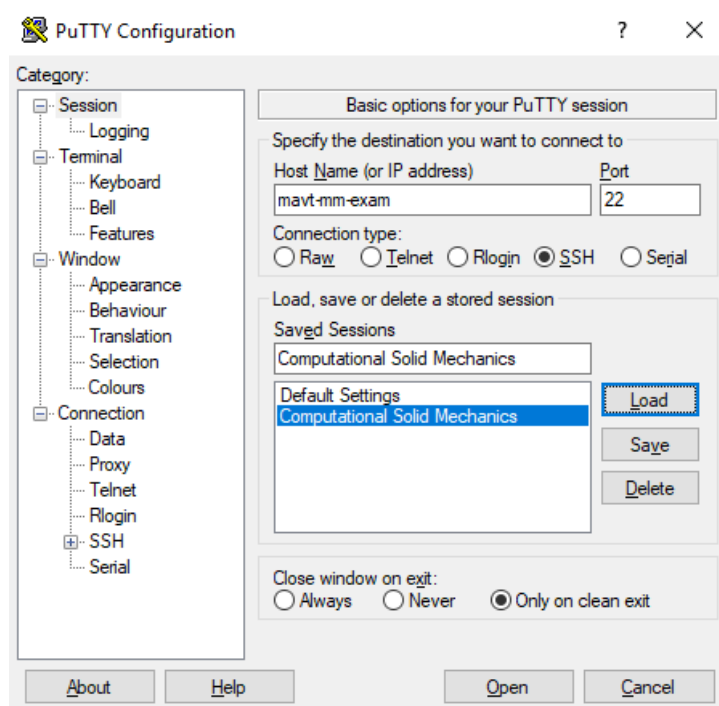 PuTTY Configuration ? ×
Category:
Session
Logging
Terminal
Keyboard
Bell
Features
Window
Appearance
Behaviour
Translation
Selection
Colours
Connection
Data
Proxy
Telnet
Rlogin
SSH
Serial
Basic options for your PuTTY session
Specify the destination you want to connect to
Host Name (or IP address) Port
mavt-mm-exam 22
Connection type:
Raw Telnet Rlogin SSH Serial
Load, save or delete a stored session
Saved Sessions
Computational Solid Mechanics
Default Settings
Computational Solid Mechanics
Load
Save
Delete
Close window on exit:
Always Never Only on clean exit
About Help Open Cancel